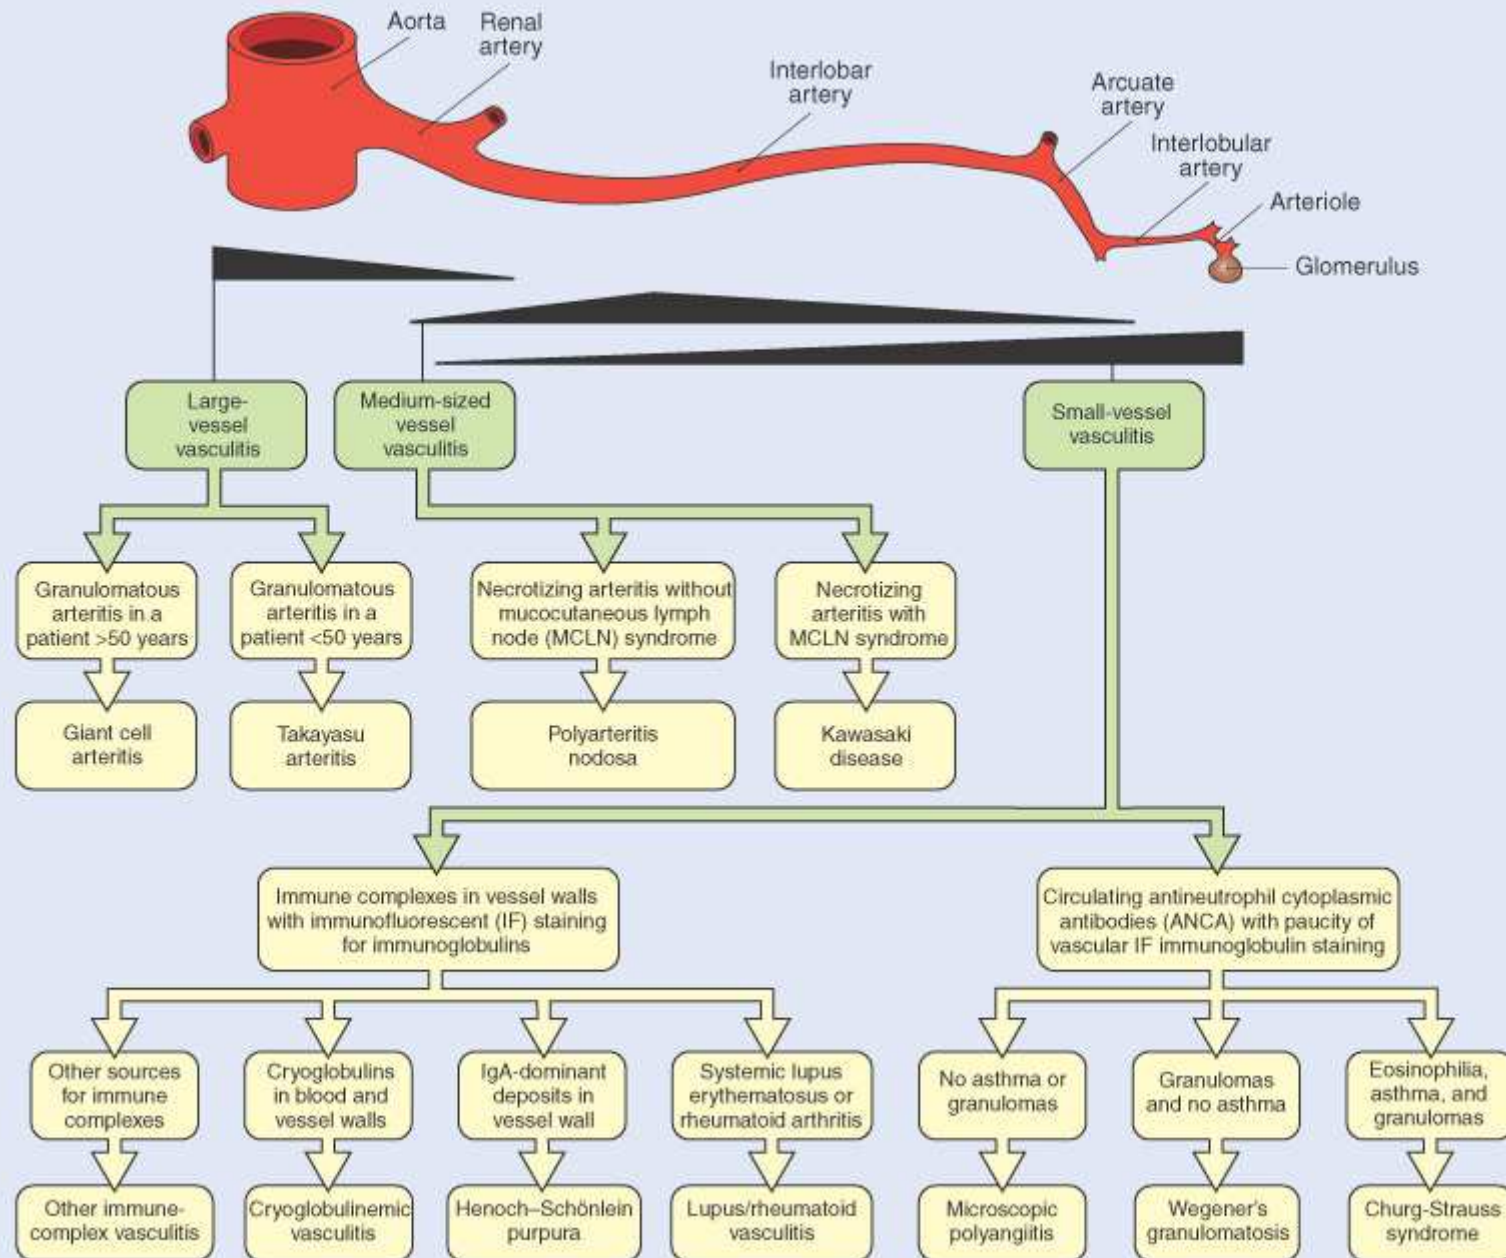 Aorta
Renal
artery
Interlobar
artery
Arcuate
artery
Interlobular
artery
Arteriole
Glomerulus
Large-
vessel
vasculitis
Medium-sized
vessel
vasculitis
Small-vessel
vasculitis
Granulomatous
arteritis in a
patient >50 years
Granulomatous
arteritis in a
patient <50 years
Necrotizing arteritis without
mucocutaneous lymph
node (MCLN) syndrome
Necrotizing
arteritis with
MCLN syndrome
Giant cell
arteritis
Takayasu
arteritis
Polyarteritis
nodosa
Kawasaki
disease
Immune complexes in vessel walls
with immunofluorescent (IF) staining
for immunoglobulins
Circulating antineutrophil cytoplasmic
antibodies (ANCA) with paucity of
vascular IF immunoglobulin staining
Other sources
for immune
complexes
Cryoglobulins
in blood and
vessel walls
IgA-dominant
deposits in
vessel wall
Systemic lupus
erythematosus or
rheumatoid arthritis
No asthma or
granulomas
Granulomas
and no asthma
Eosinophilia,
asthma, and
granulomas
Other immune-
complex vasculitis
Cryoglobulinemic
vasculitis
Henoch–Schönlein
purpura
Lupus/rheumatoid
vasculitis
Microscopic
polyangiitis
Wegener's
granulomatosis
Churg-Strauss
syndrome